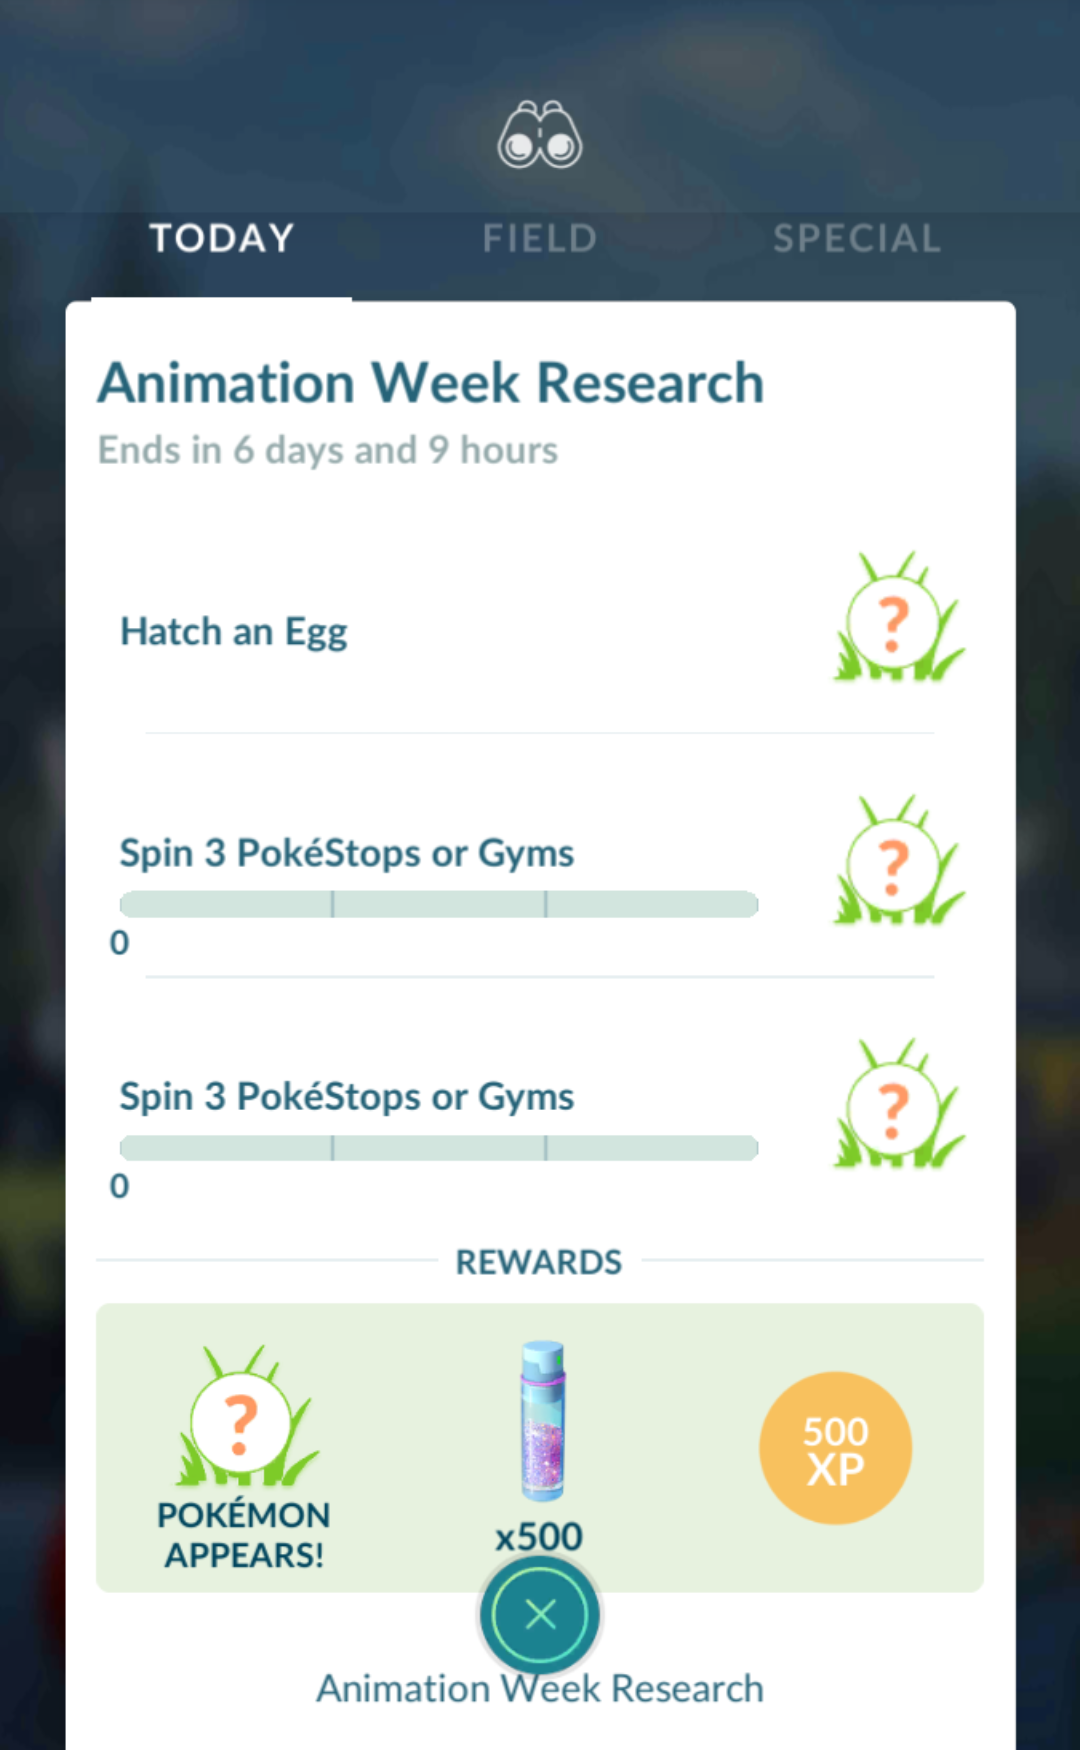 TODAY
FIELD
SPECIAL
Animation Week Research
Ends in 6 days and 9 hours
Hatch an Egg
?
Spin 3 PokéStops or Gyms
?
0
Spin 3 PokéStops or Gyms
?
0
REWARDS
?
POKÉMON
APPEARS!
x500
500
XP
Animation Week Research